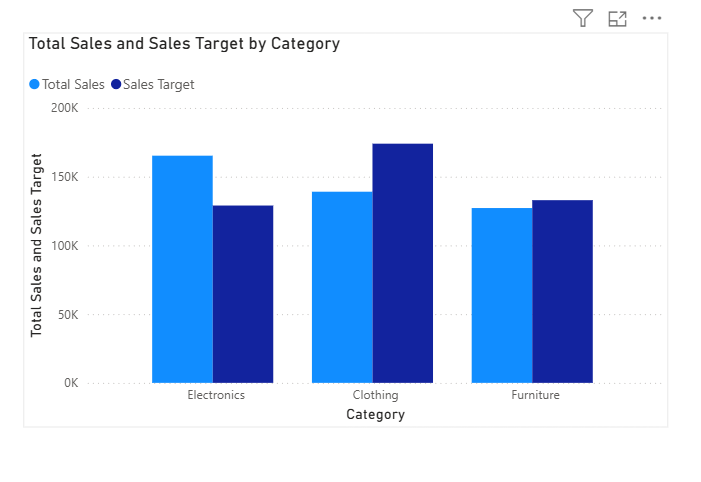 Total Sales and Sales Target by Category
Total Sales Sales Target
200K
150K
100K
50K
0K
Total Sales and Sales Target
Electronics Clothing Furniture
Category